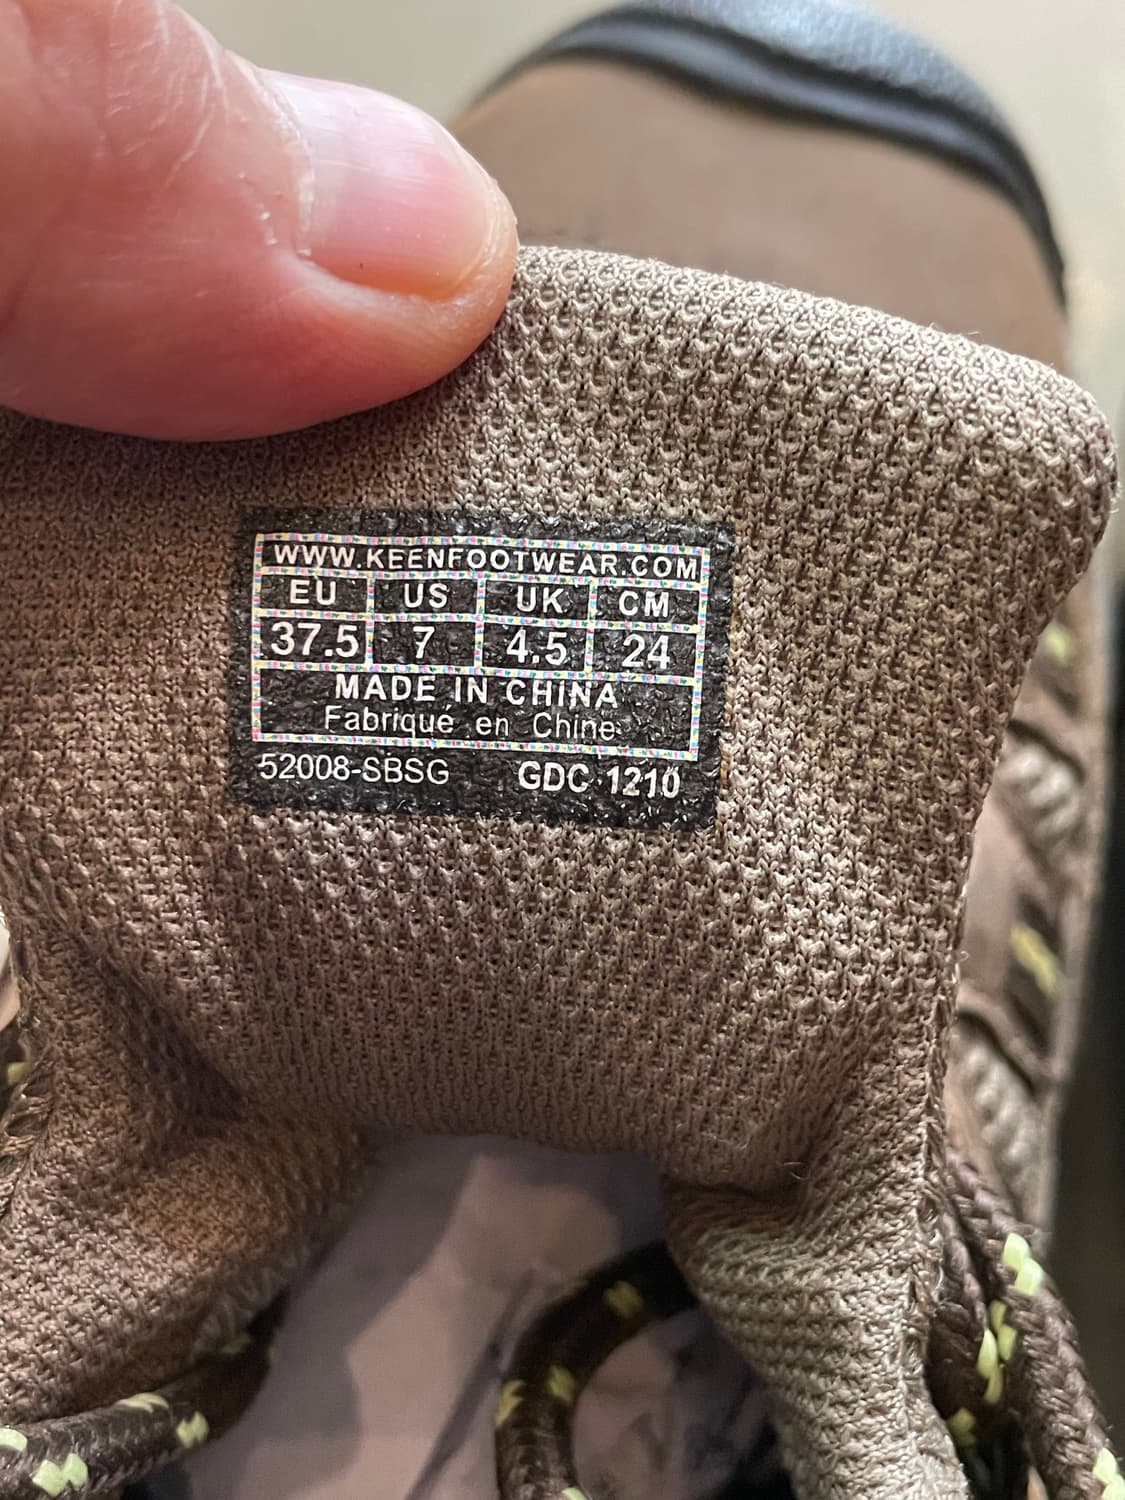 WWW.KEENFOOTWEAR.COM
EU US UK CM
37.5 7 4.5 24
MADE IN CHINA
Fabriqué en Chine
52008-SBSG GDC 1210